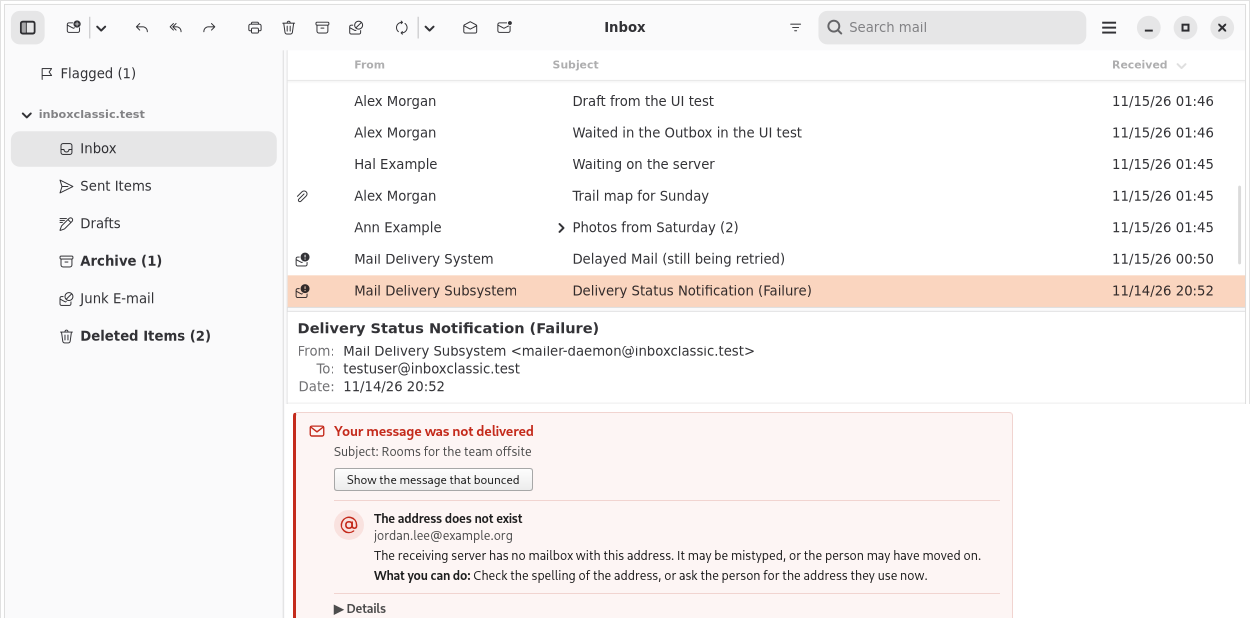 Inbox
Search mail
Flagged (1)
inboxclassic.test
Inbox
Sent Items
Drafts
Archive (1)
Junk E-mail
Deleted Items (2)
From Subject Received
Alex Morgan Draft from the UI test 11/15/26 01:46
Alex Morgan Waited in the Outbox in the UI test 11/15/26 01:46
Hal Example Waiting on the server 11/15/26 01:45
Alex Morgan Trail map for Sunday 11/15/26 01:45
Ann Example Photos from Saturday (2) 11/15/26 01:45
Mail Delivery System Delayed Mail (still being retried) 11/15/26 00:50
Mail Delivery Subsystem Delivery Status Notification (Failure) 11/14/26 20:52
Delivery Status Notification (Failure)
From: Mail Delivery Subsystem <mailer-daemon@inboxclassic.test>
To: testuser@inboxclassic.test
Date: 11/14/26 20:52
Your message was not delivered
Subject: Rooms for the team offsite
Show the message that bounced
@
The address does not exist
jordan.lee@example.org
The receiving server has no mailbox with this address. It may be mistyped, or the person may have moved on.
What you can do: Check the spelling of the address, or ask the person for the address they use now.
▶ Details